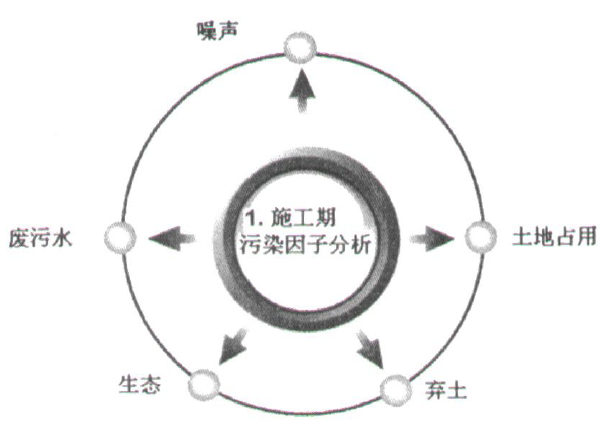 噪声
1. 施工期
污染因子分析
废污水
土地占用
生态
弃土